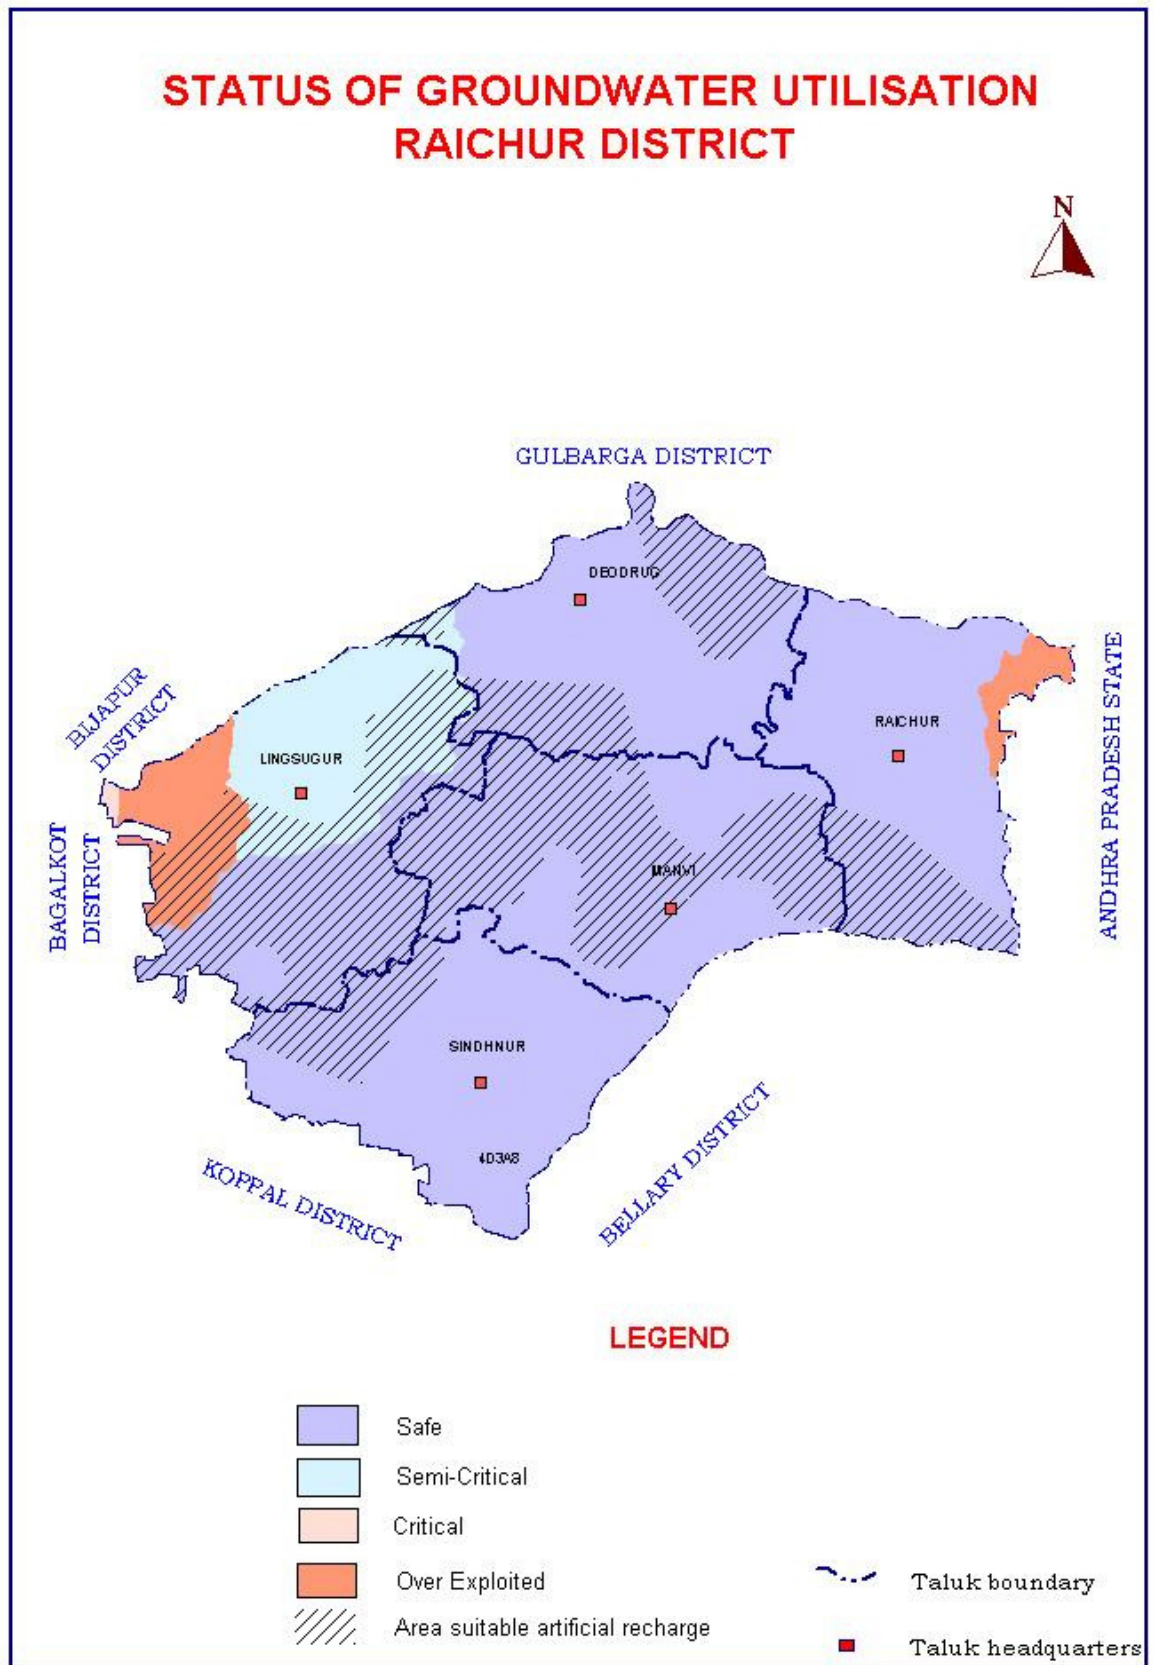 STATUS OF GROUNDWATER UTILISATION
RAICHUR DISTRICT
N
GULBARGA DISTRICT
DEODRUG
BIJAPUR
DISTRICT
ANDHRA PRADESH STATE
RAICHUR
LINGSUGUR
BAGALKOT
DISTRICT
MANVI
SINDHNUR
4D3A8
KOPPAL DISTRICT
BELLARY DISTRICT
LEGEND
Safe
Semi-Critical
Critical
Over Exploited
Area suitable artificial recharge
Taluk boundary
Taluk headquarters